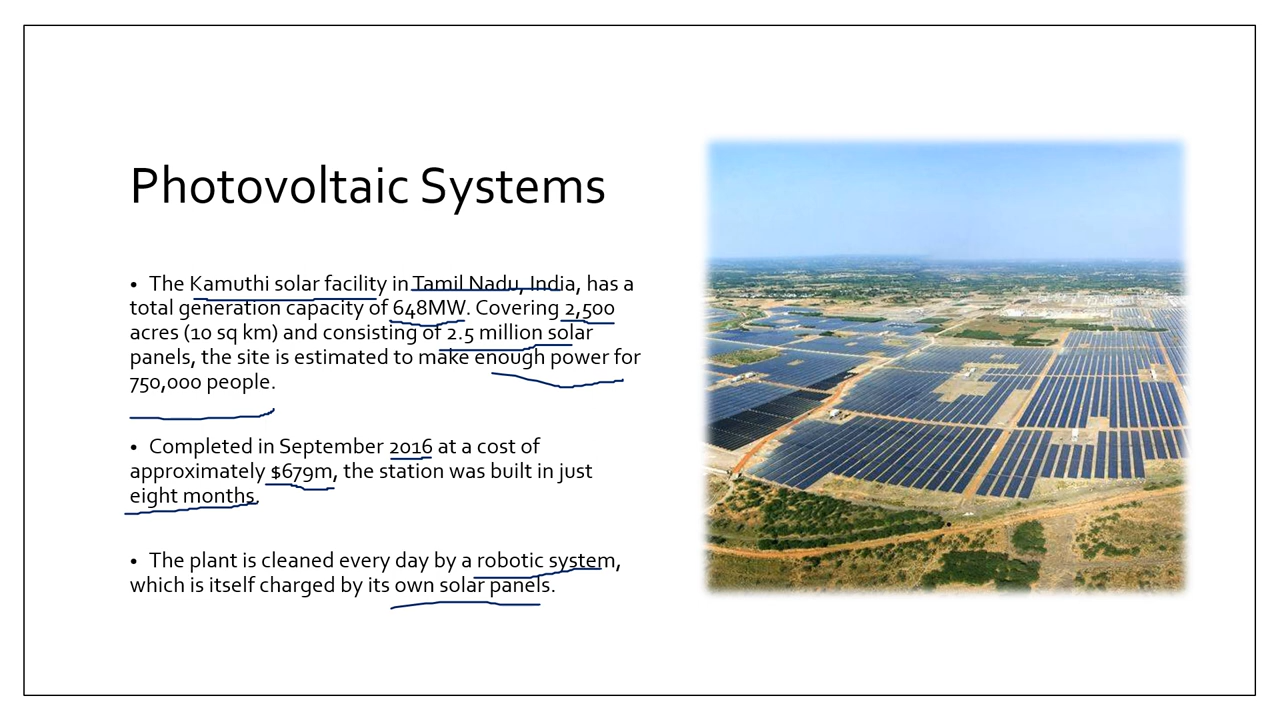 Photovoltaic Systems
• The Kamuthi solar facility in Tamil Nadu, India, has a
total generation capacity of 648MW. Covering 2,500
acres (10 sq km) and consisting of 2.5 million solar
panels, the site is estimated to make enough power for
750,000 people.
• Completed in September 2016 at a cost of
approximately $679m, the station was built in just
eight months.
• The plant is cleaned every day by a robotic system,
which is itself charged by its own solar panels.